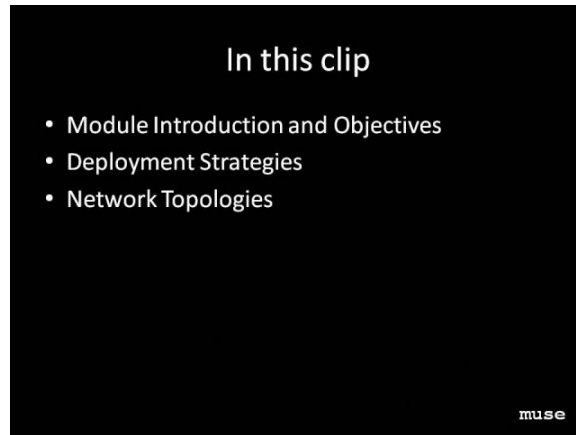 In this clip
• Module Introduction and Objectives
• Deployment Strategies
• Network Topologies
muse